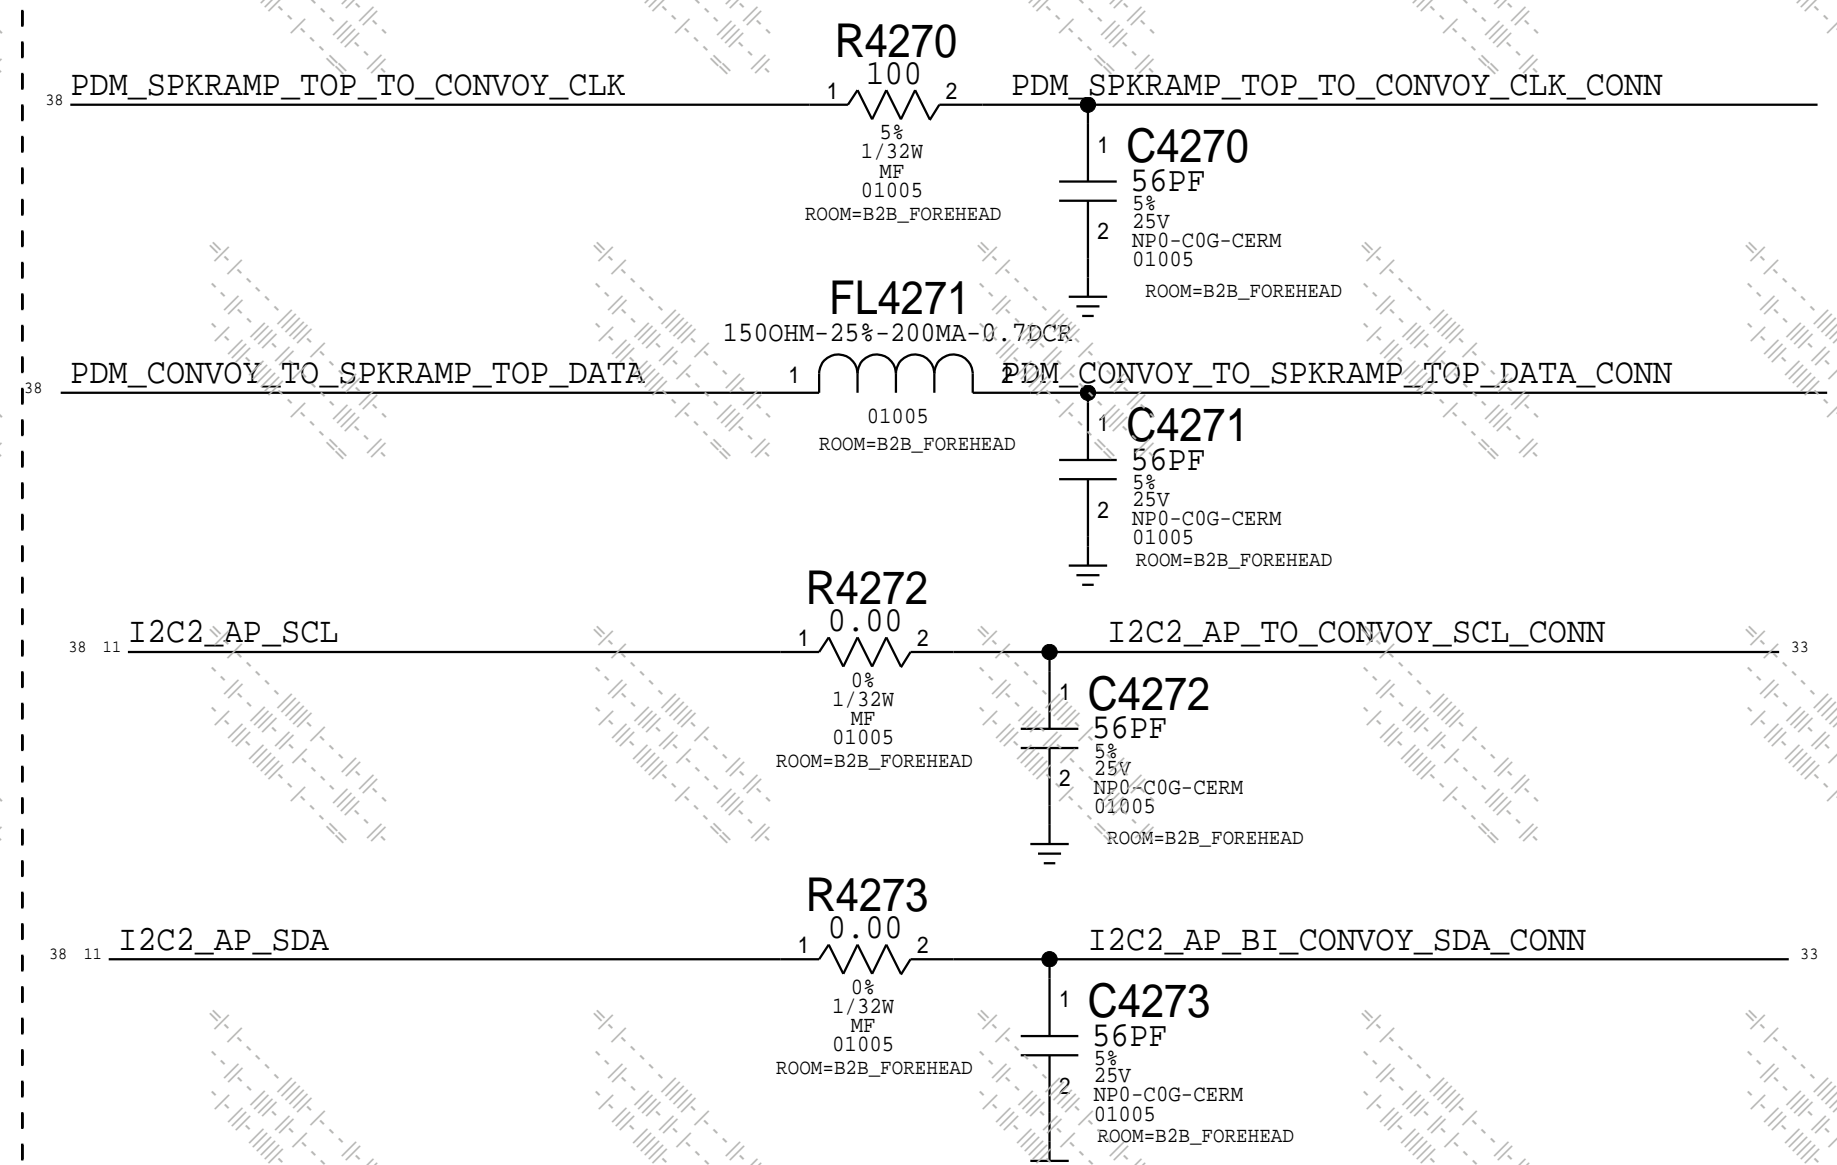 R4270
100
38 PDM_SPKRAMP_TOP_TO_CONVOY_CLK 1 2 PDM_SPKRAMP_TOP_TO_CONVOY_CLK_CONN
5%
1/32W
MF
01005
ROOM=B2B_FOREHEAD
1 C4270
56PF
5%
25V
2 NP0-C0G-CERM
01005
ROOM=B2B_FOREHEAD
FL4271
150OHM-25%-200MA-0.7DCR
38 PDM_CONVOY_TO_SPKRAMP_TOP_DATA 1 2 PDM_CONVOY_TO_SPKRAMP_TOP_DATA_CONN
01005
ROOM=B2B_FOREHEAD
1 C4271
56PF
5%
25V
2 NP0-C0G-CERM
01005
ROOM=B2B_FOREHEAD
R4272
0.00
38 11 I2C2_AP_SCL 1 2 I2C2_AP_TO_CONVOY_SCL_CONN 33
0%
1/32W
MF
01005
ROOM=B2B_FOREHEAD
1 C4272
56PF
5%
25V
2 NP0-C0G-CERM
01005
ROOM=B2B_FOREHEAD
R4273
0.00
38 11 I2C2_AP_SDA 1 2 I2C2_AP_BI_CONVOY_SDA_CONN 33
0%
1/32W
MF
01005
ROOM=B2B_FOREHEAD
1 C4273
56PF
5%
25V
2 NP0-C0G-CERM
01005
ROOM=B2B_FOREHEAD